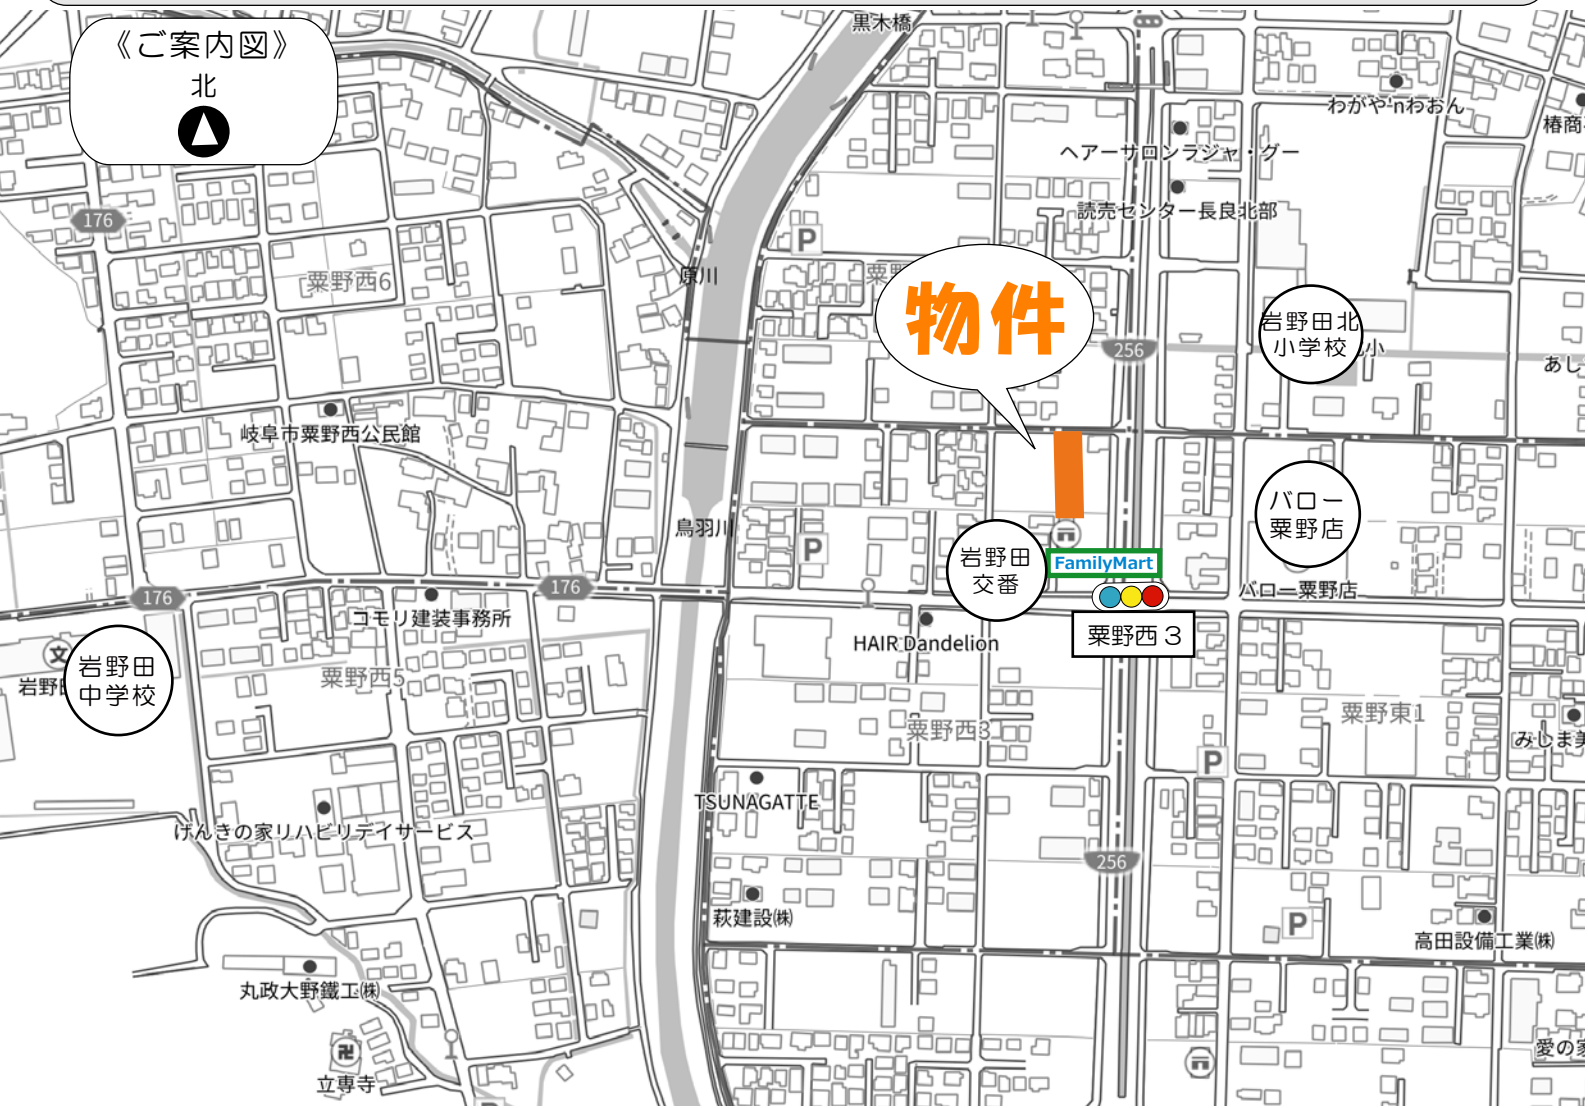 《ご案内図》
北
黒木橋
わがや'nわおん
椿商
ヘアーサロンラジャ・グー
読売センター長良北部
176
P
原川
粟野西6
粟野
物件
256
岩野田北
小学校
小
あし
岐阜市粟野西公民館
バロー
粟野店
鳥羽川
P
岩野田
交番
FamilyMart
176
176
バロー粟野店
コモリ建装事務所
HAIR Dandelion
粟野西3
文
岩野田
中学校
岩野
粟野西5
粟野西3
粟野東1
みしま美
P
TSUNAGATTE
げんきの家リハビリデイサービス
256
萩建設㈱
P
高田設備工業㈱
丸政大野鐵工㈱
卍
立専寺
愛の家